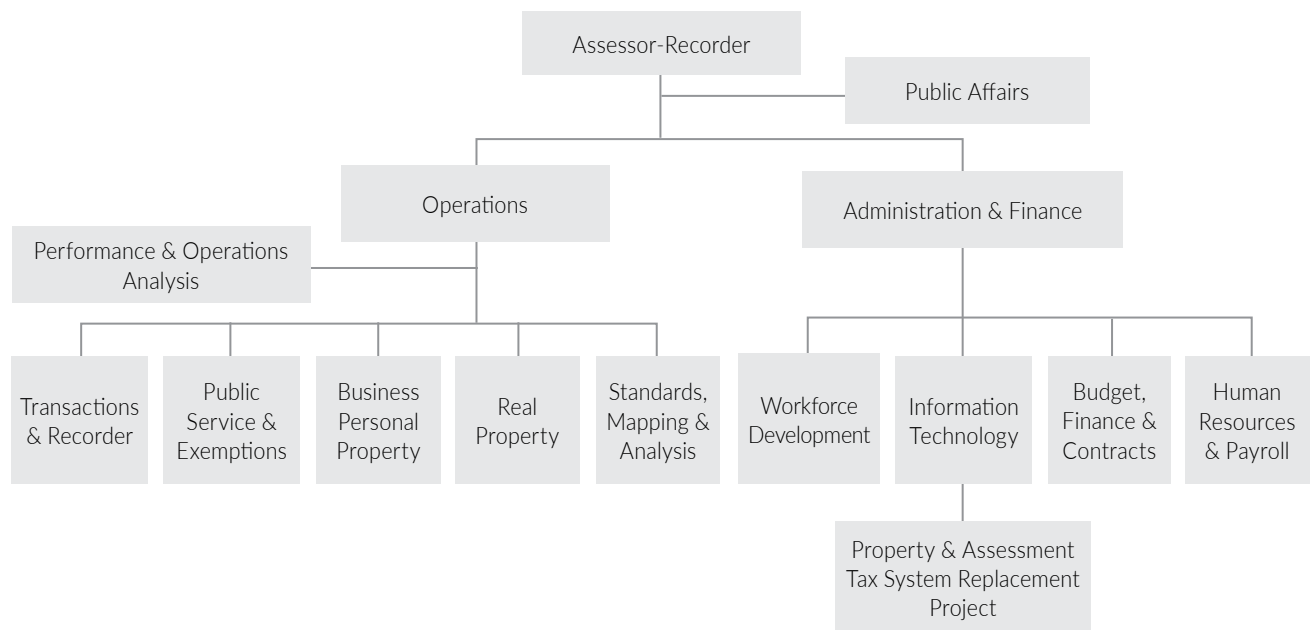 Assessor-Recorder
Public Affairs
Operations
Administration & Finance
Performance & Operations
Analysis
Transactions
& Recorder
Public
Service &
Exemptions
Business
Personal
Property
Real
Property
Standards,
Mapping &
Analysis
Workforce
Development
Information
Technology
Budget,
Finance &
Contracts
Human
Resources
& Payroll
Property & Assessment
Tax System Replacement
Project